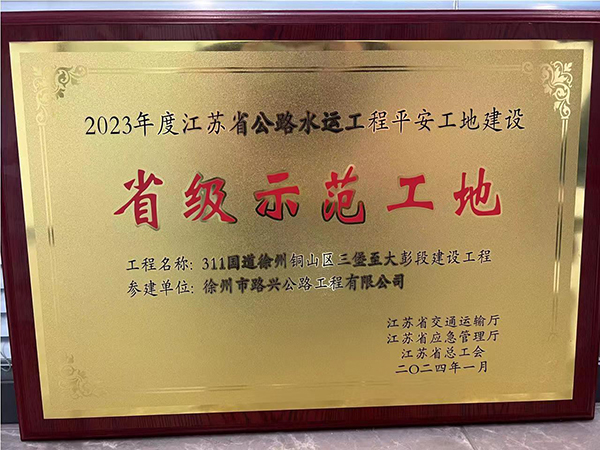 2023年度江苏省公路水运工程平安工地建设
省级示范工地
工程名称：311国道徐州铜山区三堡至大彭段建设工程
参建单位：徐州市路兴公路工程有限公司
江苏省交通运输厅
江苏省应急管理厅
江苏省总工会
二〇二四年一月